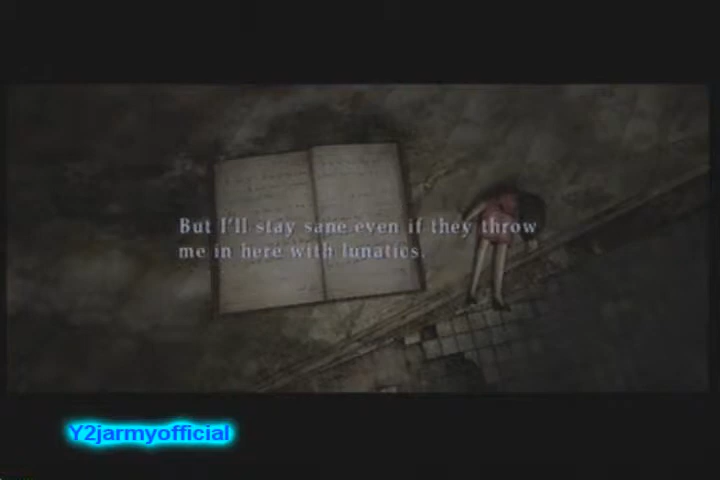 But I'll stay sane even if they throw
me in here with lunatics.
Y2jarmyofficial